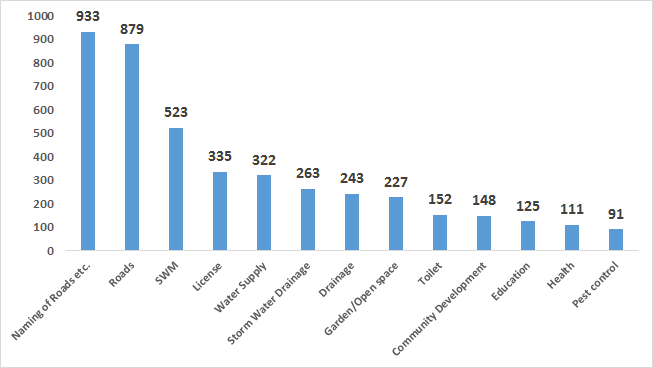 1000
900
800
700
600
500
400
300
200
100
0
933
879
523
335
322
263
243
227
152
148
125
111
91
Naming of Roads etc.
Roads
SWM
License
Water Supply
Storm Water Drainage
Drainage
Garden/Open space
Toilet
Community Development
Education
Health
Pest control